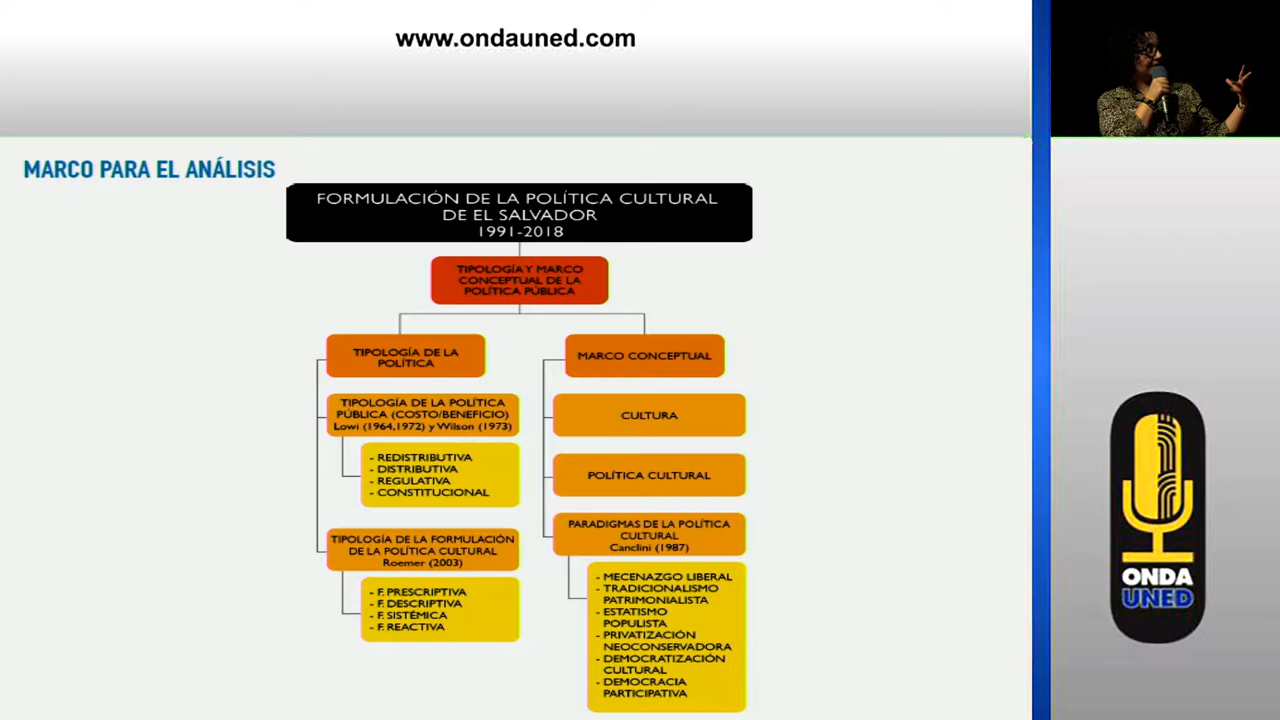 www.ondauned.com
MARCO PARA EL ANÁLISIS
FORMULACIÓN DE LA POLÍTICA CULTURAL
DE EL SALVADOR
1991-2018
TIPOLOGÍA Y MARCO
CONCEPTUAL DE LA
POLÍTICA PÚBLICA
TIPOLOGÍA DE LA
POLÍTICA
TIPOLOGÍA DE LA POLÍTICA
PÚBLICA (COSTO/BENEFICIO)
Lowi (1964,1972) y Wilson (1973)
- REDISTRIBUTIVA
- DISTRIBUTIVA
- REGULATIVA
- CONSTITUCIONAL
TIPOLOGÍA DE LA FORMULACIÓN
DE LA POLÍTICA CULTURAL
Roemer (2003)
- F. PRESCRIPTIVA
- F. DESCRIPTIVA
- F. SISTÉMICA
- F. REACTIVA
MARCO CONCEPTUAL
CULTURA
POLÍTICA CULTURAL
PARADIGMAS DE LA POLÍTICA
CULTURAL
Canclini (1987)
- MECENAZGO LIBERAL
- TRADICIONALISMO
PATRIMONIALISTA
- ESTATISMO
POPULISTA
- PRIVATIZACIÓN
NEOCONSERVADORA
- DEMOCRATIZACIÓN
CULTURAL
- DEMOCRACIA
PARTICIPATIVA
ONDA
UNED